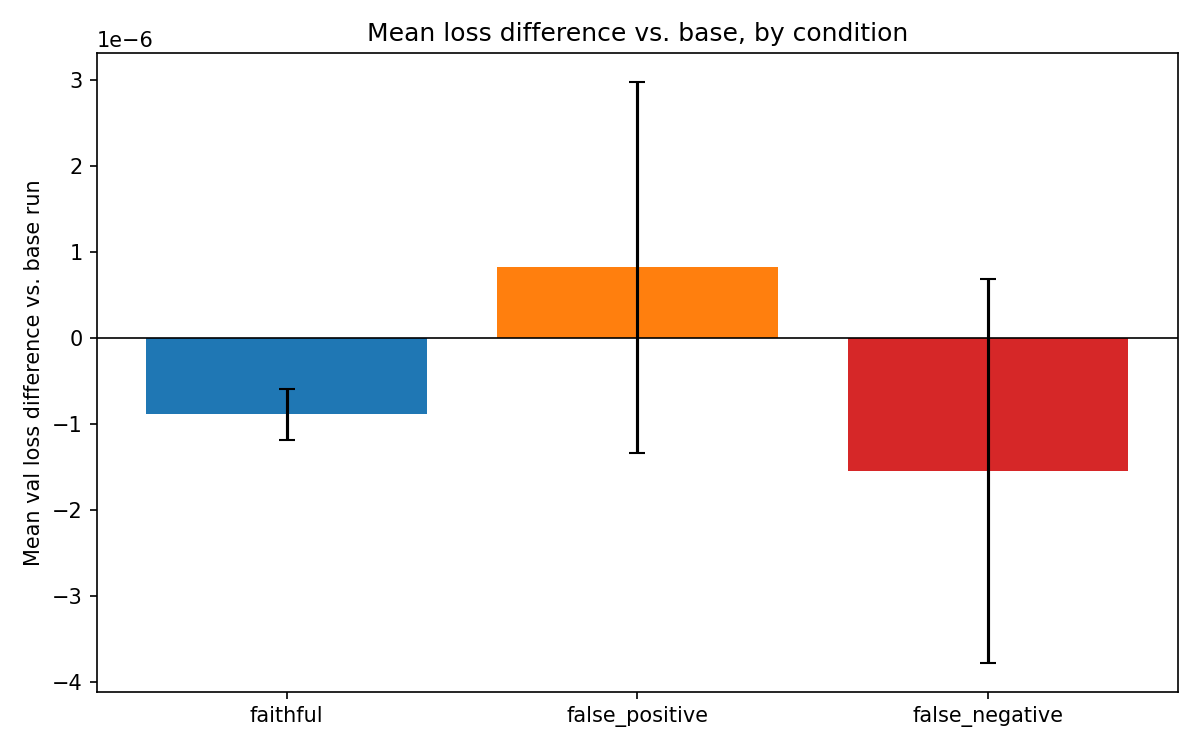 Mean loss difference vs. base, by condition
1e−6
3
2
1
0
−1
−2
−3
−4
Mean val loss difference vs. base run
faithful
false_positive
false_negative